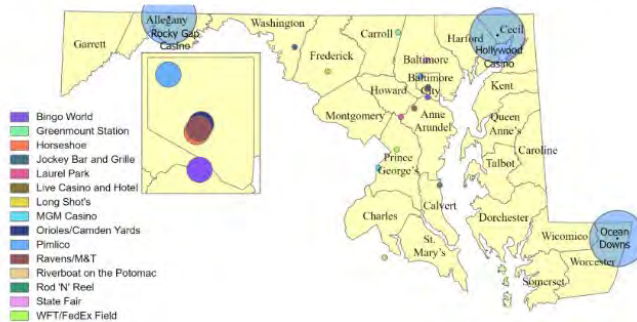 Allegany
Rocky Gap
Casino
Garrett
Washington
Frederick
Carroll
Baltimore
Baltimore
City
Harford
Cecil
Hollywood
Casino
Howard
Montgomery
Anne
Arundel
Kent
Queen
Anne's
Caroline
Talbot
Prince
George's
Calvert
Charles
St.
Mary's
Dorchester
Wicomico
Ocean
Downs
Worcester
Somerset
Bingo World
Greenmount Station
Horseshoe
Jockey Bar and Grille
Laurel Park
Live Casino and Hotel
Long Shot's
MGM Casino
Orioles/Camden Yards
Pimlico
Ravens/M&T
Riverboat on the Potomac
Rod 'N' Reel
State Fair
WFT/FedEx Field